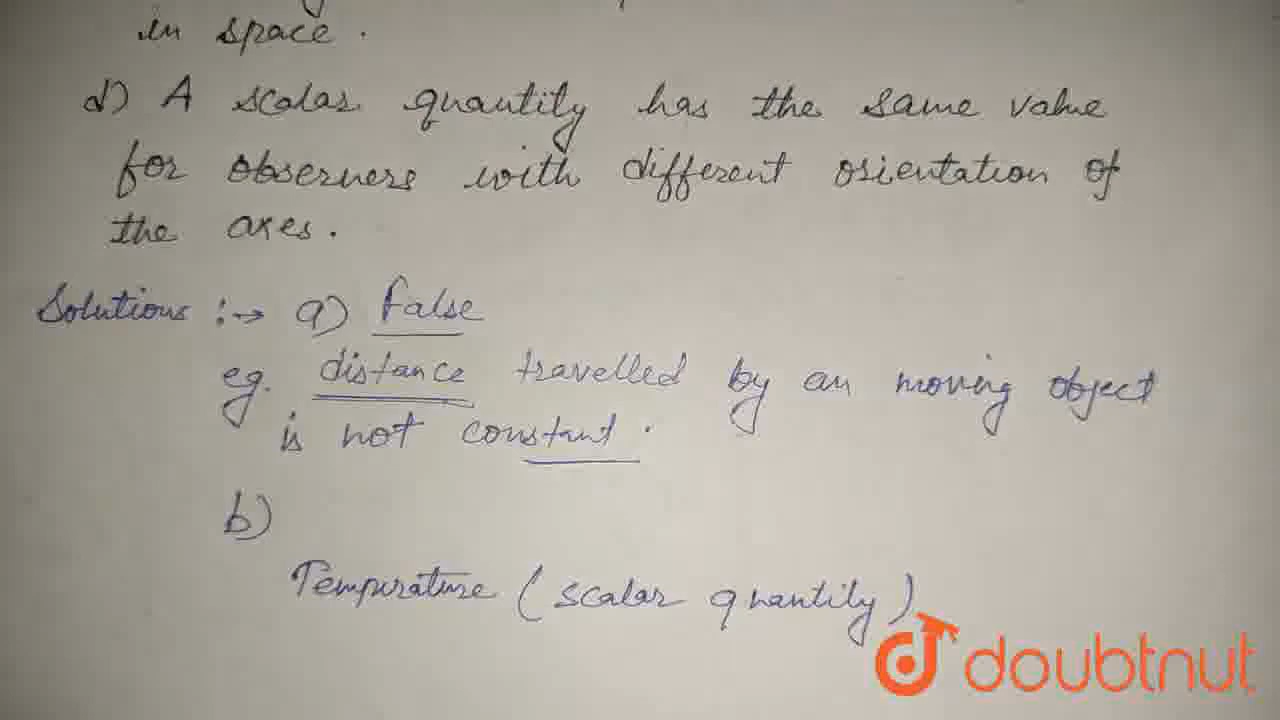 in space.
d) A scalar quantity has the same value
for observers with different orientation of
the axes.
Solutions :→ a) False
eg. distance travelled by an moving object
is not constant.
b)
Tempurature (scalar quantity)
doubtnut